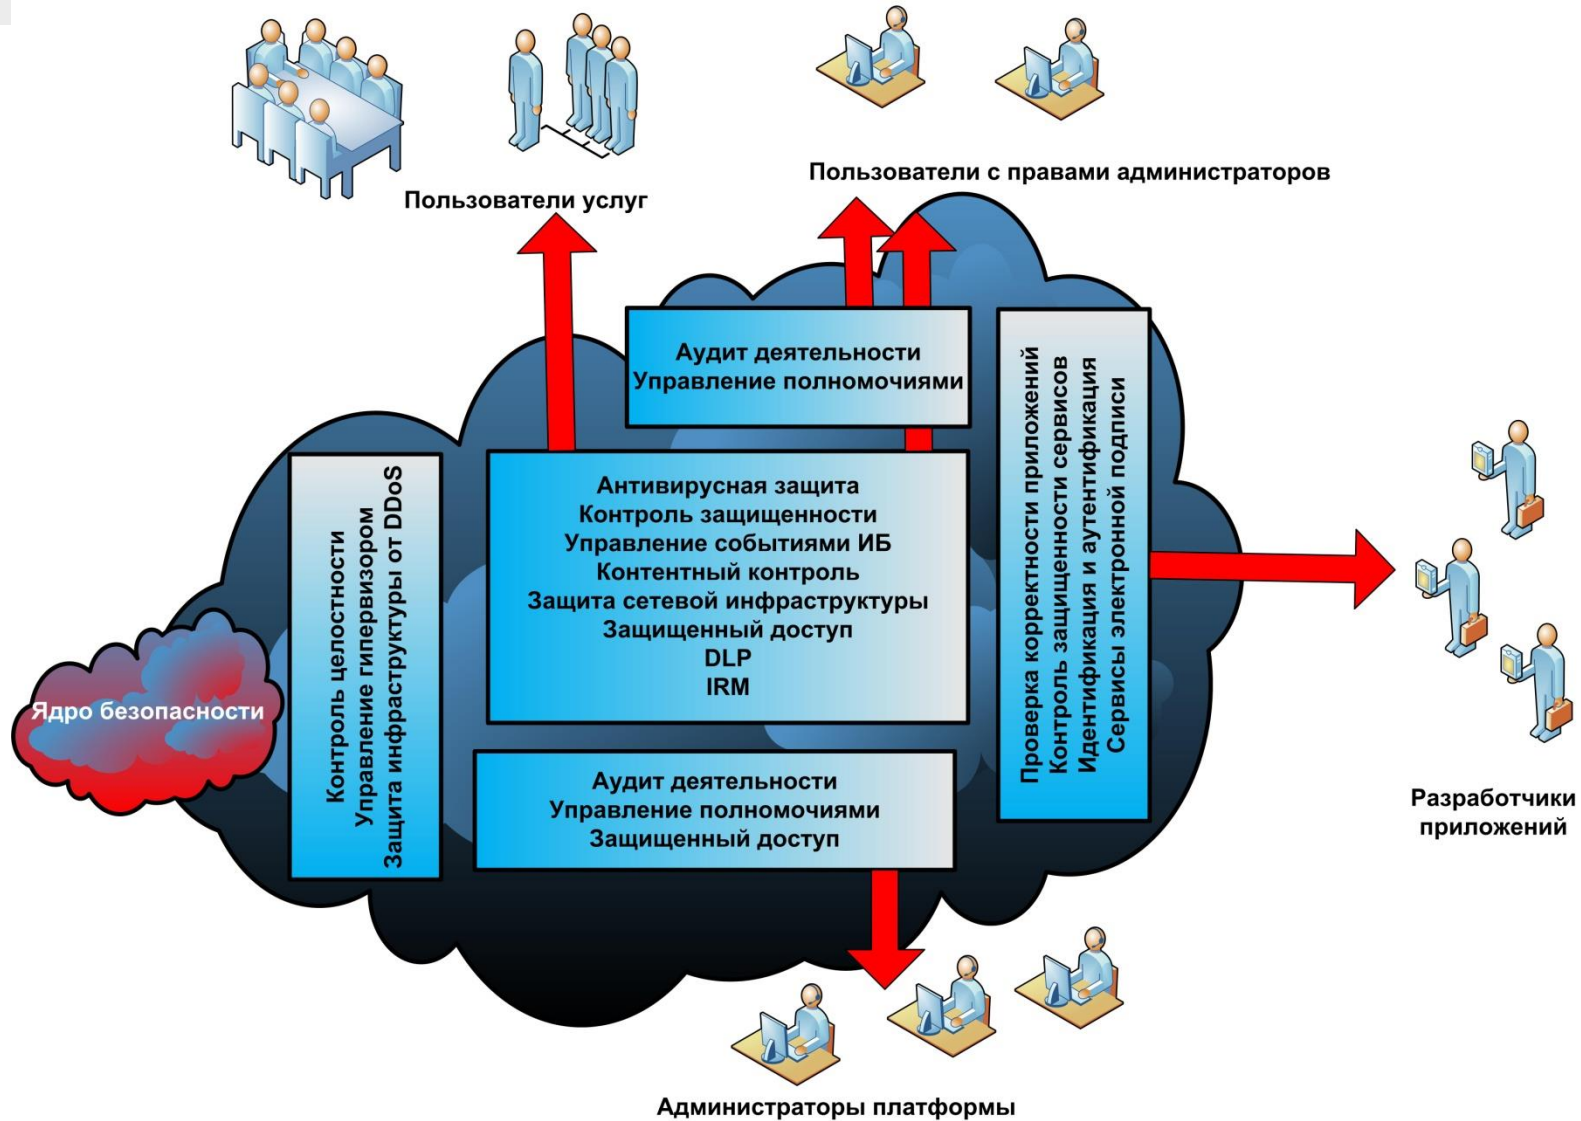 Пользователи услуг
Пользователи с правами администраторов
Аудит деятельности
Управление полномочиями
Антивирусная защита
Контроль защищенности
Управление событиями ИБ
Контентный контроль
Защита сетевой инфраструктуры
Защищенный доступ
DLP
IRM
Контроль целостности
Управление гипервизором
Защита инфраструктуры от DDoS
Ядро безопасности
Проверка корректности приложений
Контроль защищенности сервисов
Идентификация и аутентификация
Сервисы электронной подписи
Аудит деятельности
Управление полномочиями
Защищенный доступ
Разработчики
приложений
Администраторы платформы